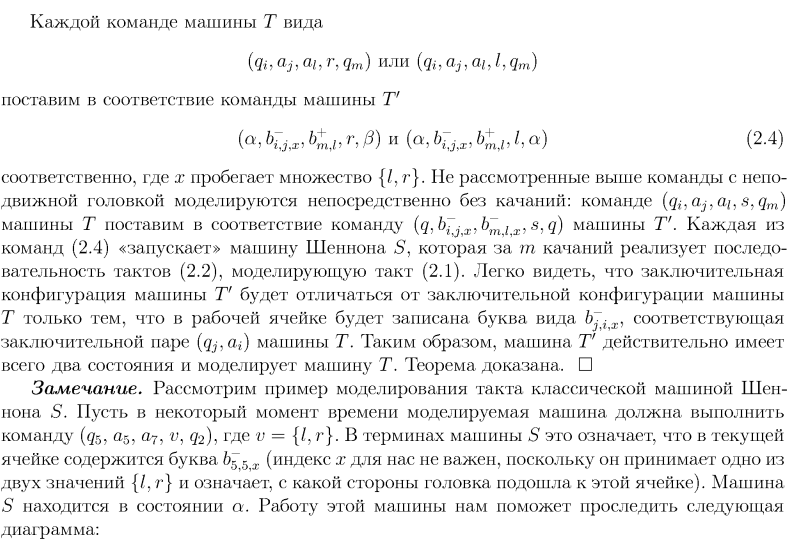 Каждой команде машины T вида
(q_i, a_j, a_l, r, q_m) или (q_i, a_j, a_l, l, q_m)
поставим в соответствие команды машины T′
(α, b^−_{i,j,x}, b^+_{m,l}, r, β) и (α, b^−_{i,j,x}, b^+_{m,l}, l, α) (2.4)
соответственно, где x пробегает множество {l, r}. Не рассмотренные выше команды с непо-
движной головкой моделируются непосредственно без качаний: команде (q_i, a_j, a_l, s, q_m)
машины T поставим в соответствие команду (q, b^−_{i,j,x}, b^−_{m,l,x}, s, q) машины T′. Каждая из
команд (2.4) «запускает» машину Шеннона S, которая за m качаний реализует последо-
вательность тактов (2.2), моделирующую такт (2.1). Легко видеть, что заключительная
конфигурация машины T′ будет отличаться от заключительной конфигурации машины
T только тем, что в рабочей ячейке будет записана буква вида b^−_{j,i,x}, соответствующая
заключительной паре (q_j, a_i) машины T. Таким образом, машина T′ действительно имеет
всего два состояния и моделирует машину T. Теорема доказана. □
Замечание. Рассмотрим пример моделирования такта классической машиной Шен-
нона S. Пусть в некоторый момент времени моделируемая машина должна выполнить
команду (q_5, a_5, a_7, v, q_2), где v = {l, r}. В терминах машины S это означает, что в текущей
ячейке содержится буква b^−_{5,5,x} (индекс x для нас не важен, поскольку он принимает одно из
двух значений {l, r} и означает, с какой стороны головка подошла к этой ячейке). Машина
S находится в состоянии α. Работу этой машины нам поможет проследить следующая
диаграмма: